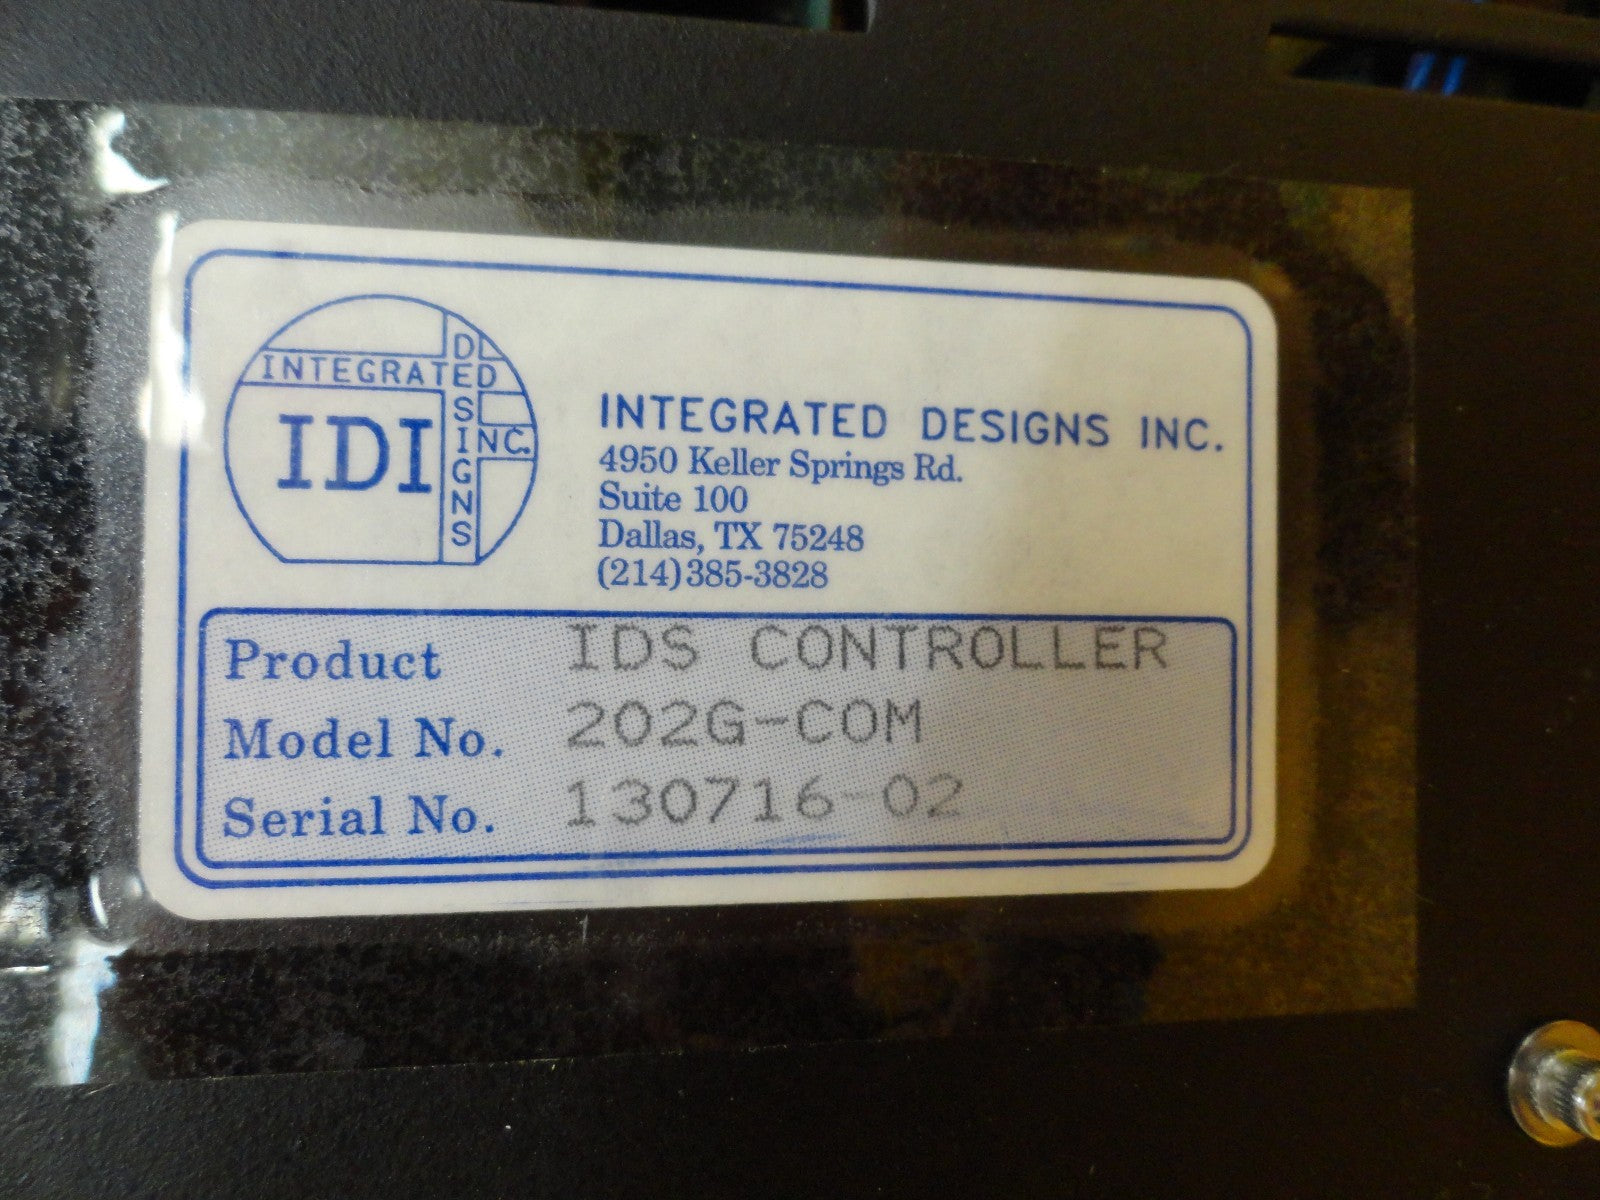 INTEGRATED
DESIGNS
INC.
IDI
INTEGRATED DESIGNS INC.
4950 Keller Springs Rd.
Suite 100
Dallas, TX 75248
(214)385-3828
Product IDS CONTROLLER
Model No. 202G-COM
Serial No. 130716-02